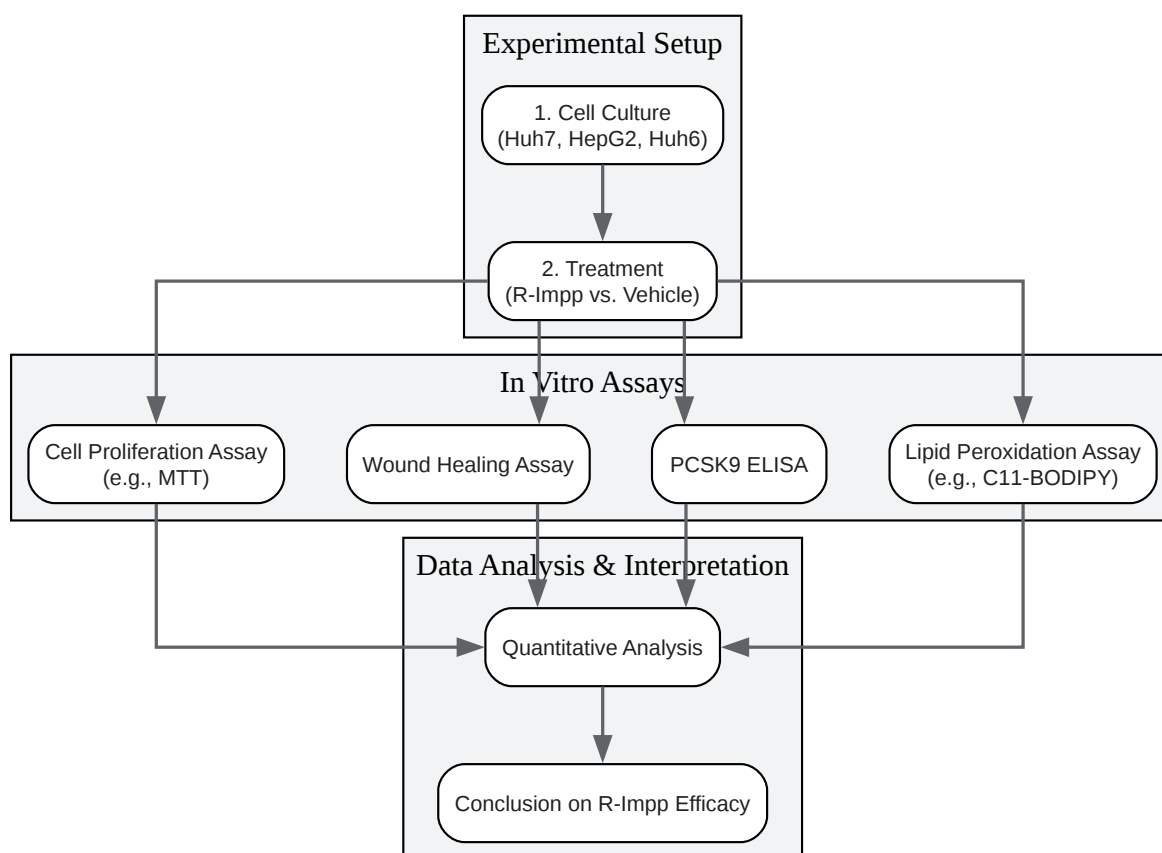 Experimental Setup
1. Cell Culture
(Huh7, HepG2, Huh6)
2. Treatment
(R-Impp vs. Vehicle)
In Vitro Assays
Cell Proliferation Assay
(e.g., MTT)
Wound Healing Assay
PCSK9 ELISA
Lipid Peroxidation Assay
(e.g., C11-BODIPY)
Data Analysis & Interpretation
Quantitative Analysis
Conclusion on R-Impp Efficacy